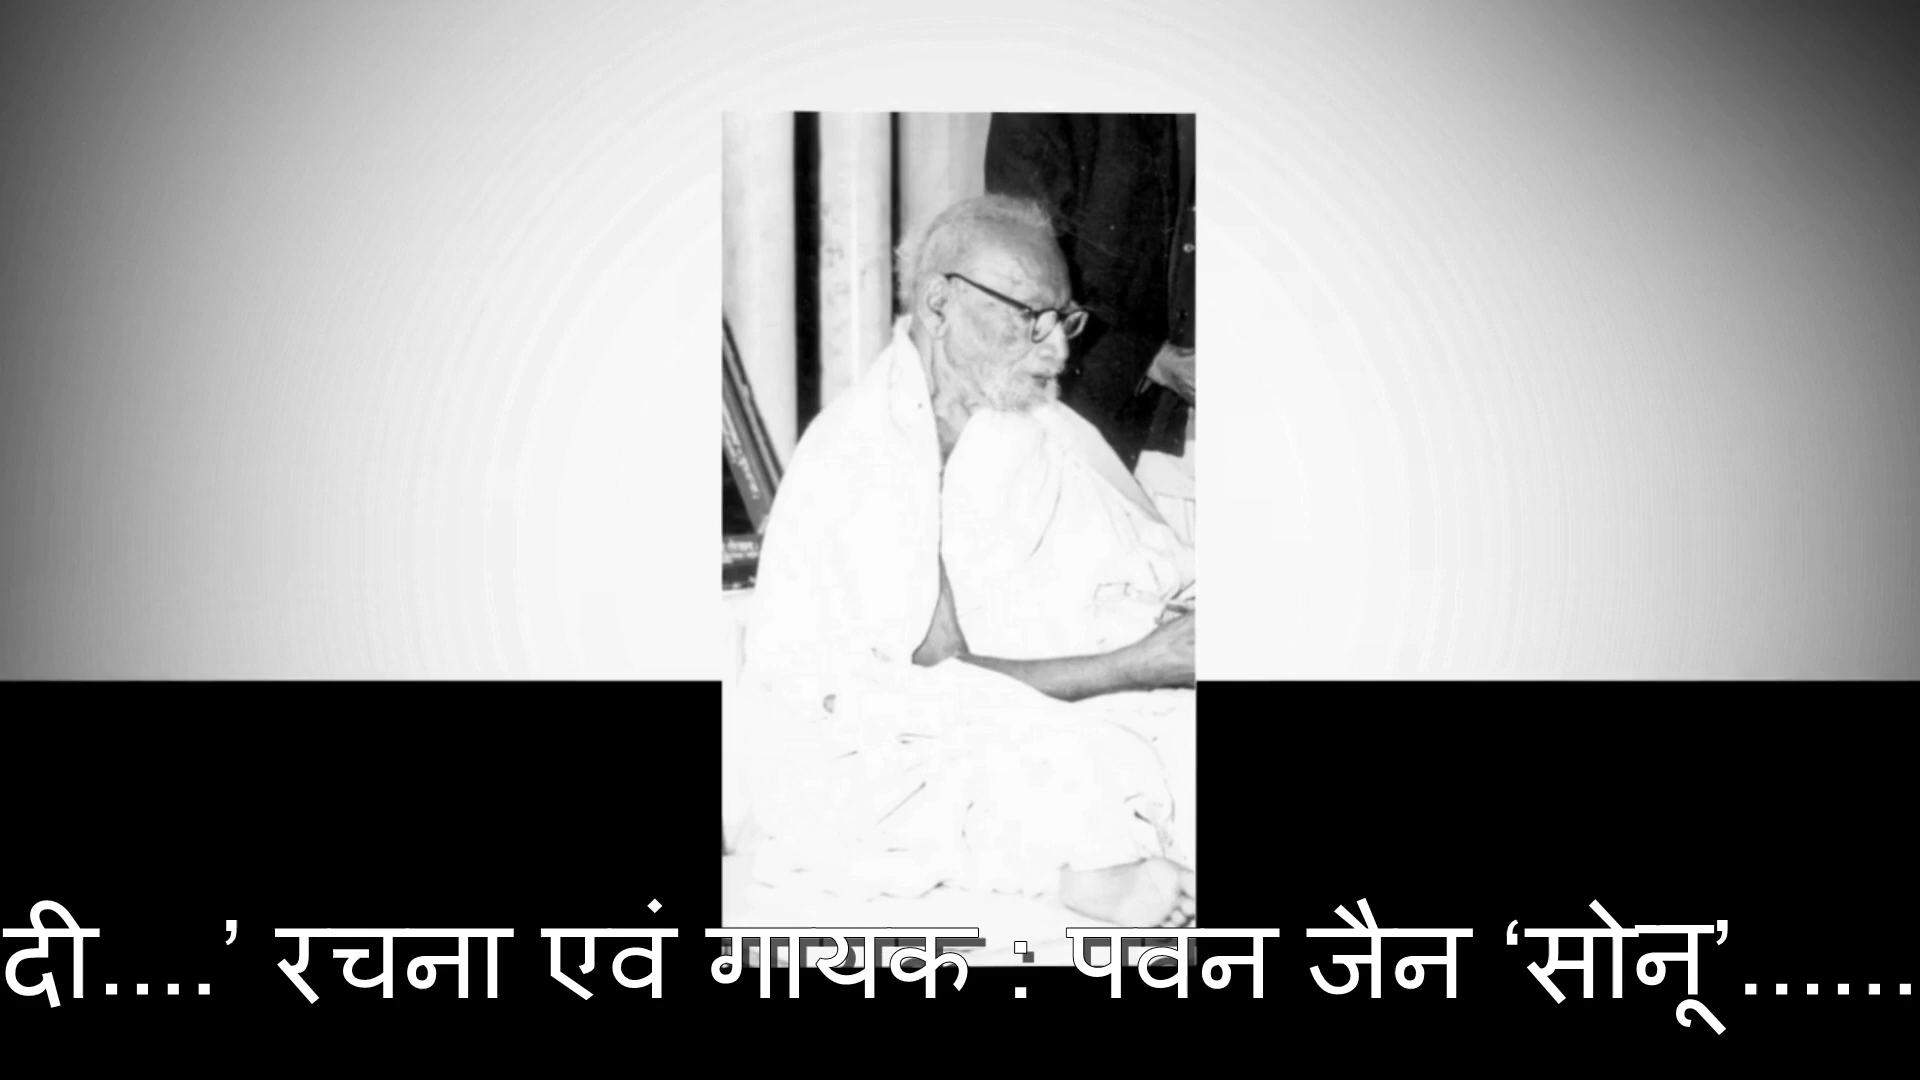 दी....’ रचना एवं गायक : पवन जैन ‘सोनू’......